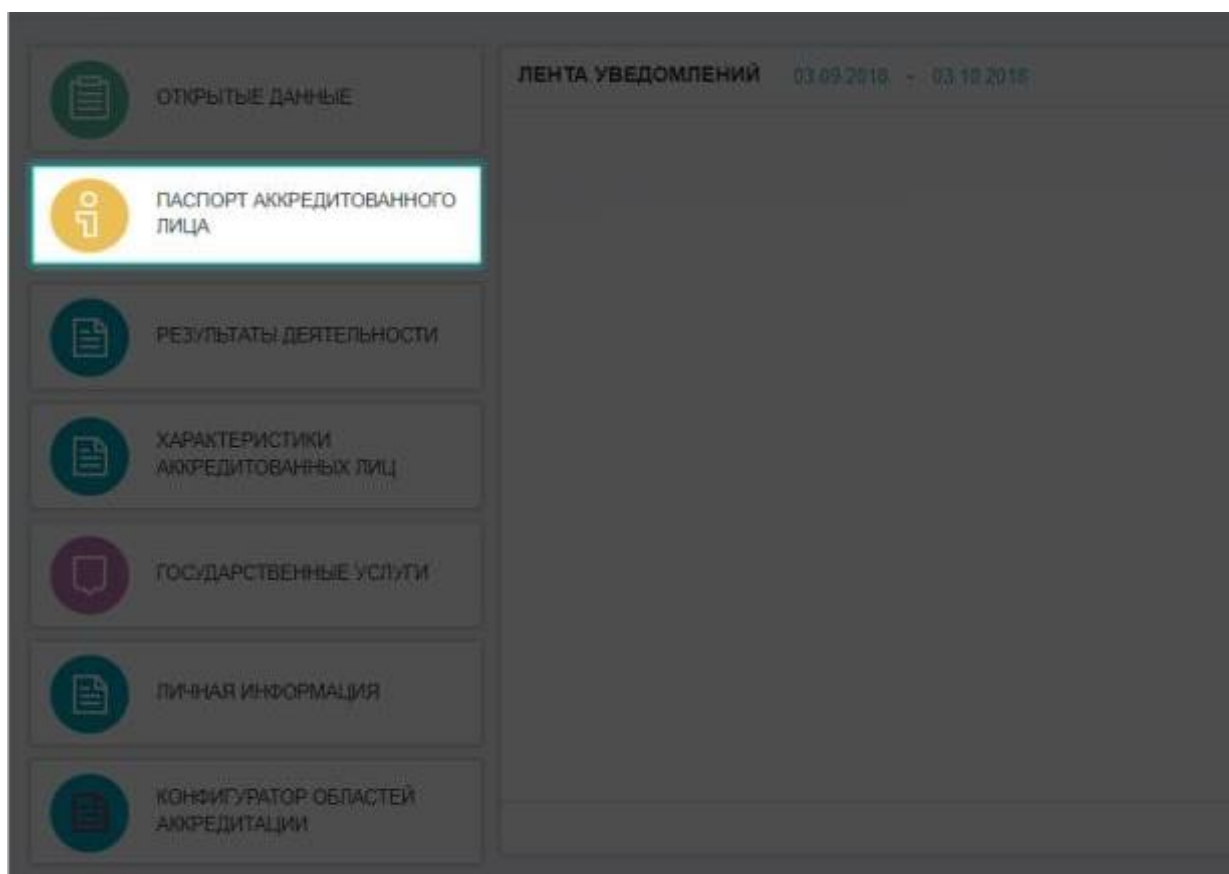 ОТКРЫТЫЕ ДАННЫЕ
ПАСПОРТ АККРЕДИТОВАННОГО
ЛИЦА
РЕЗУЛЬТАТЫ ДЕЯТЕЛЬНОСТИ
ХАРАКТЕРИСТИКИ
АККРЕДИТОВАННЫХ ЛИЦ
ГОСУДАРСТВЕННЫЕ УСЛУГИ
ЛИЧНАЯ ИНФОРМАЦИЯ
КОНФИГУРАТОР ОБЛАСТЕЙ
АККРЕДИТАЦИИ
ЛЕНТА УВЕДОМЛЕНИЙ 03.09.2018 - 03.10.2018